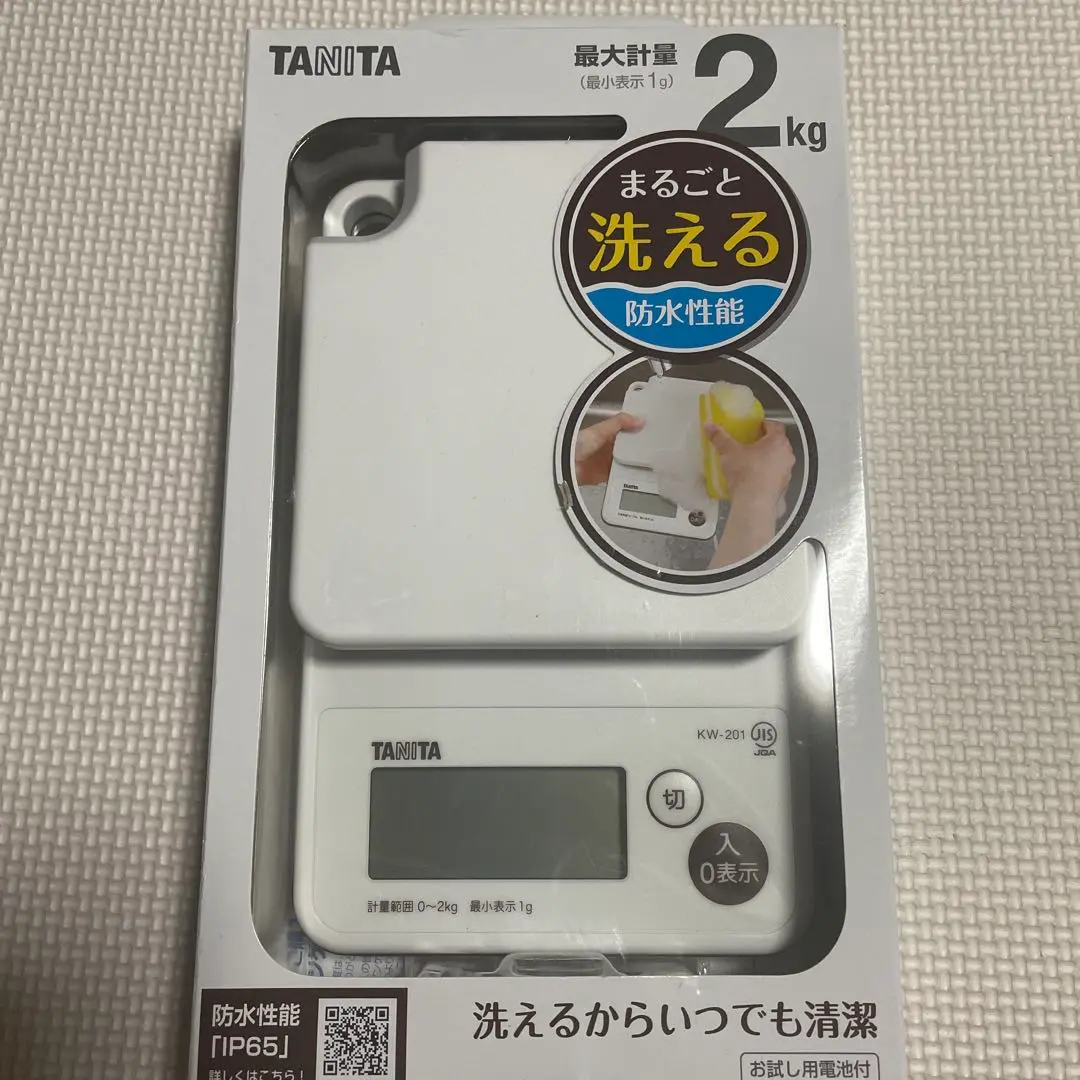 TANITA
最大計量
(最小表示1g)
2kg
まるごと
洗える
防水性能
TANITA
TANITA
KW-201
JIS
JQA
切
入
0表示
計量範囲 0〜2kg 最小表示1g
防水性能
「IP65」
詳しくはこちら!
洗えるからいつでも清潔
お試し用電池付